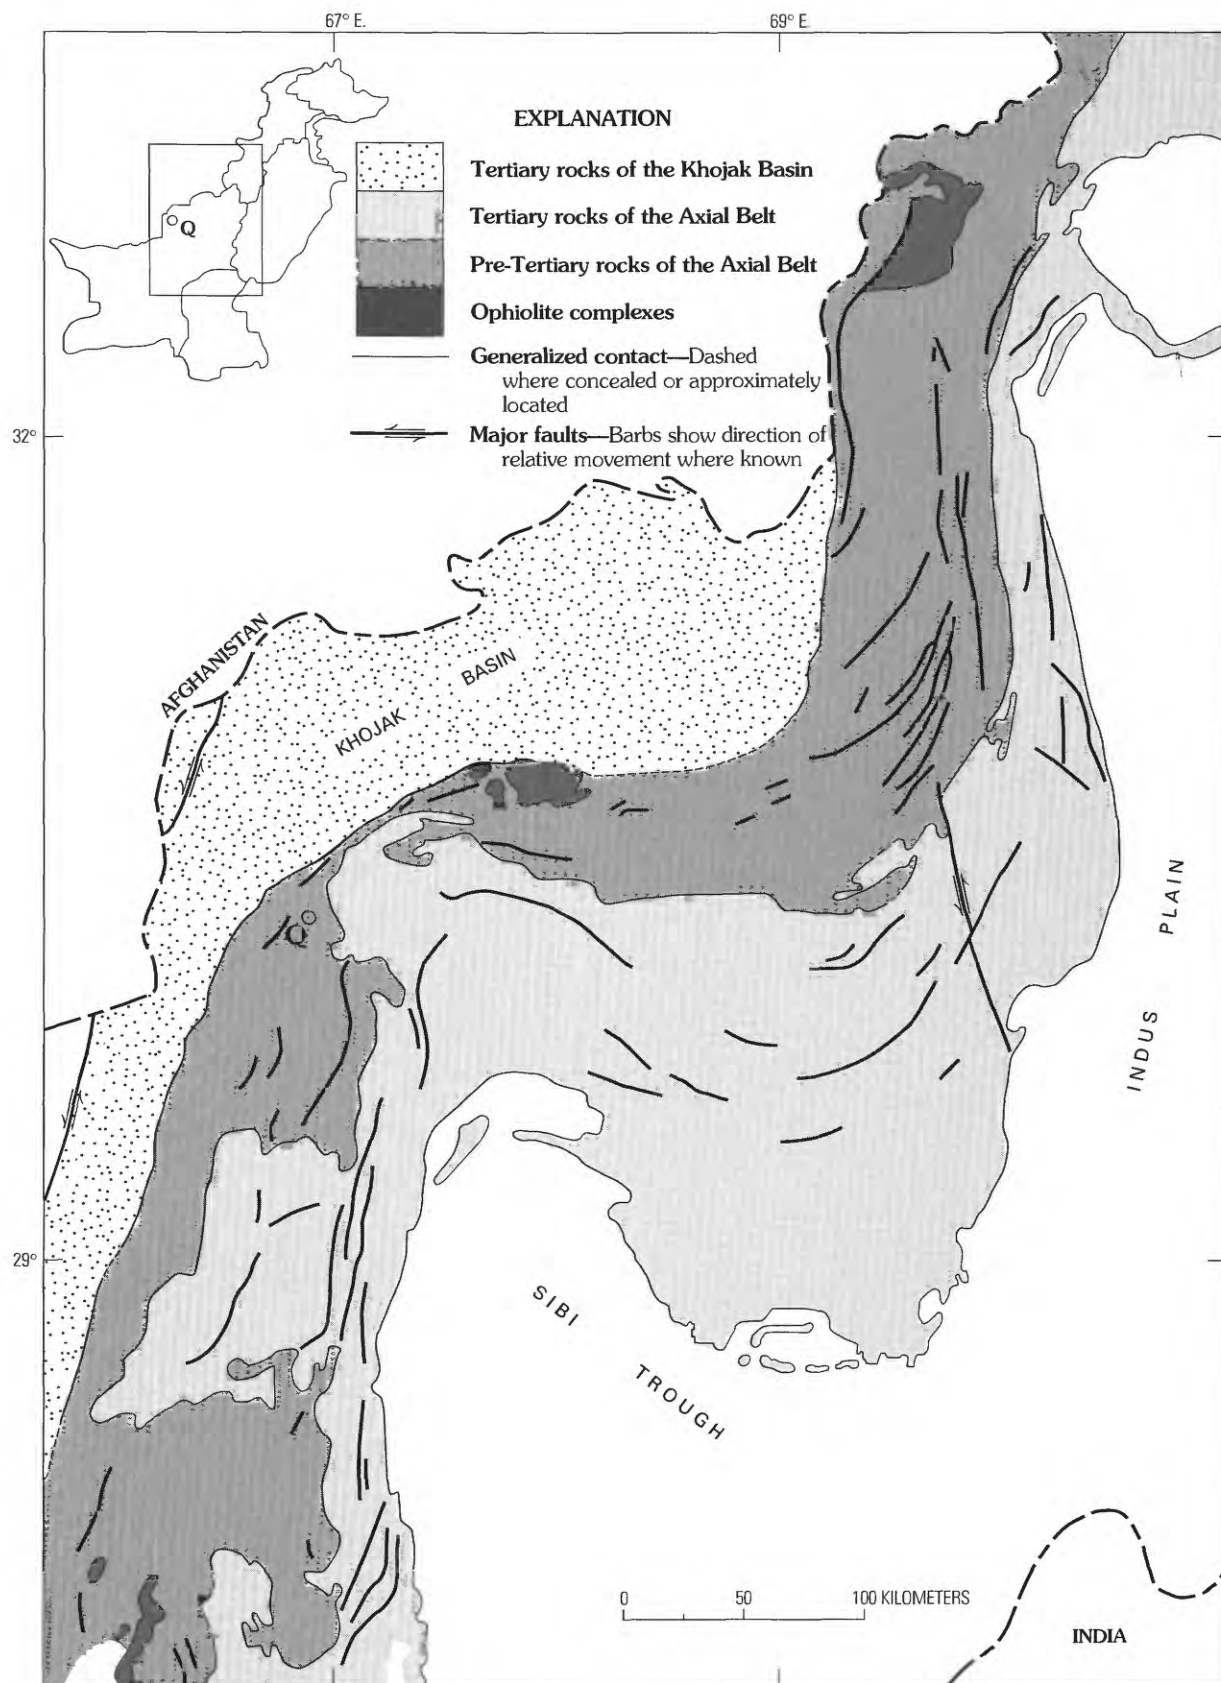 67° E.
69° E.
EXPLANATION
Tertiary rocks of the Khojak Basin
Tertiary rocks of the Axial Belt
Pre-Tertiary rocks of the Axial Belt
Ophiolite complexes
Generalized contact—Dashed
where concealed or approximately
located
Major faults—Barbs show direction of
relative movement where known
Q
32°
AFGHANISTAN
KHOJAK BASIN
Q
INDUS PLAIN
29°
SIBI TROUGH
0 50 100 KILOMETERS
INDIA